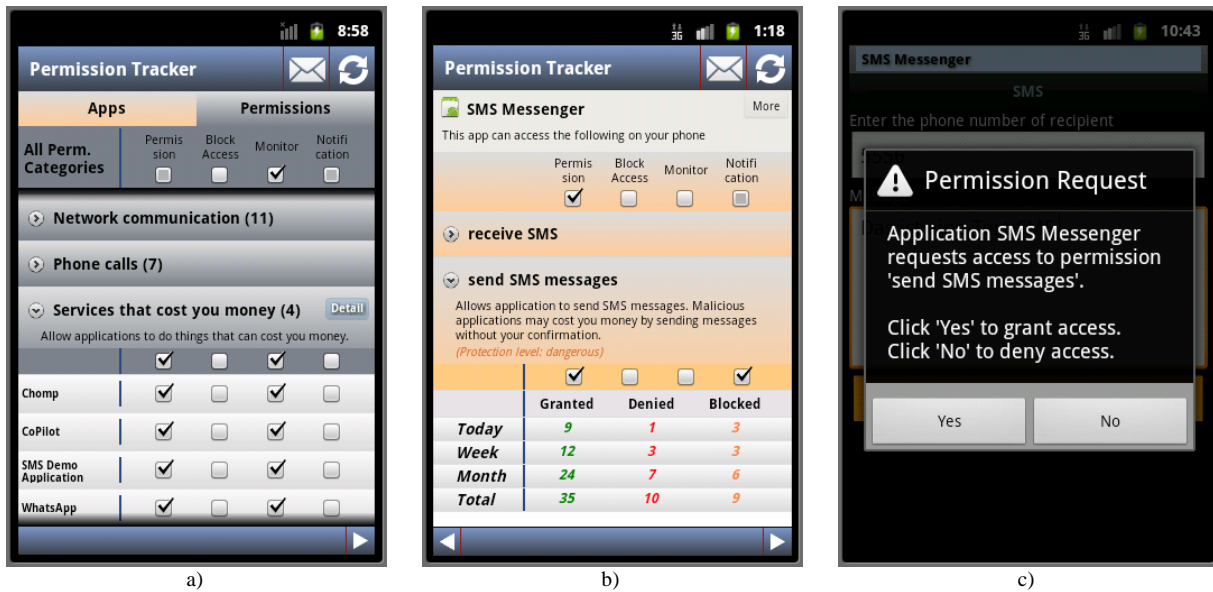 8:58
Permission Tracker
Apps Permissions
All Perm.
Categories
Permis
sion
Block
Access
Monitor
Notifi
cation
Network communication (11)
Phone calls (7)
Services that cost you money (4) Detail
Allow applications to do things that can cost you money.
Chomp
CoPilot
SMS Demo
Application
WhatsApp
a)
3G 1:18
Permission Tracker
SMS Messenger More
This app can access the following on your phone
Permis
sion
Block
Access
Monitor
Notifi
cation
receive SMS
send SMS messages
Allows application to send SMS messages. Malicious
applications may cost you money by sending messages
without your confirmation.
(Protection level: dangerous)
Granted Denied Blocked
Today 9 1 3
Week 12 3 3
Month 24 7 6
Total 35 10 9
b)
3G 10:43
SMS Messenger
SMS
Enter the phone number of recipient
Permission Request
Application SMS Messenger
requests access to permission
'send SMS messages'.
Click 'Yes' to grant access.
Click 'No' to deny access.
Yes No
c)